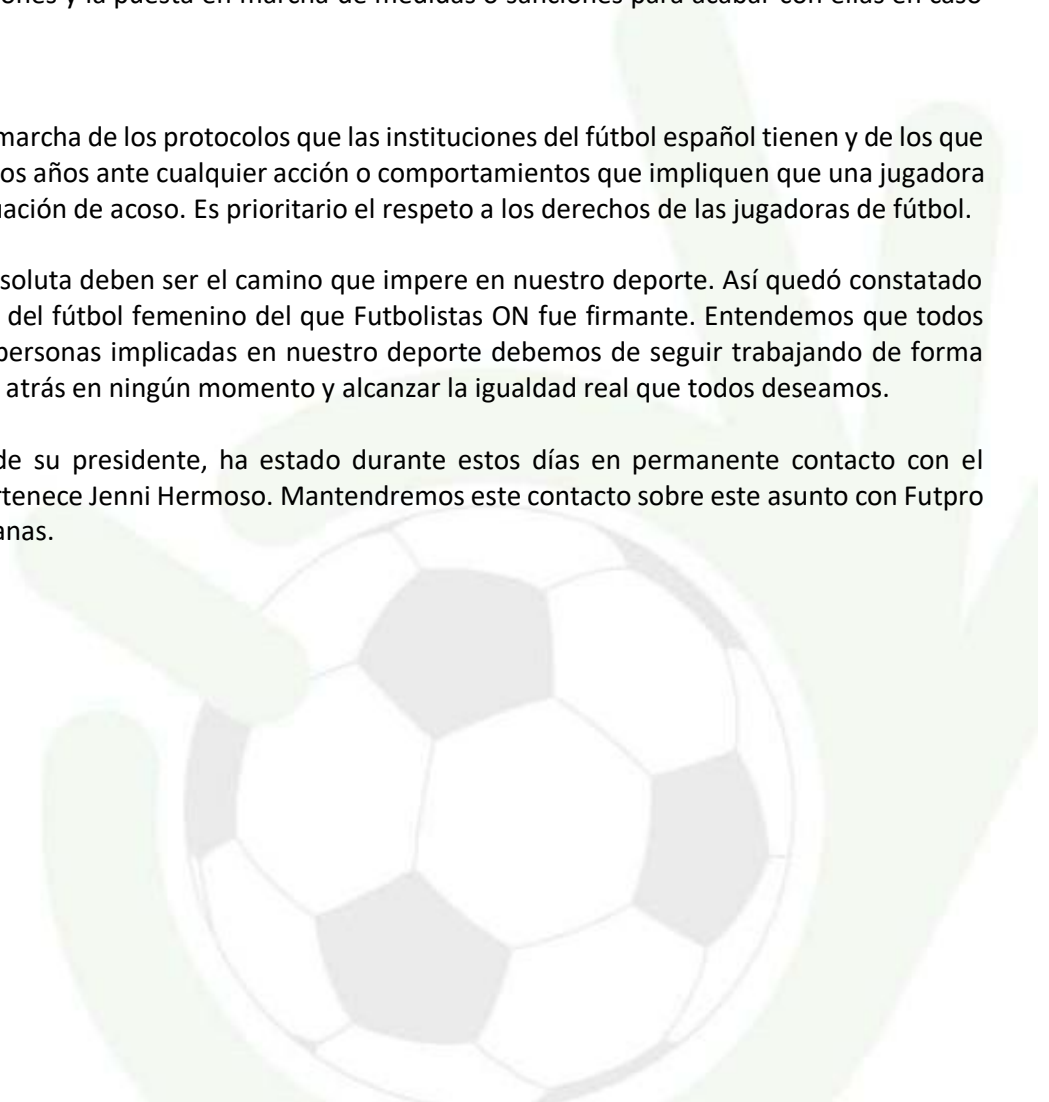 ones y la puesta en marcha de medidas o sanciones para acabar con ellas en caso
marcha de los protocolos que las instituciones del fútbol español tienen y de los que
os años ante cualquier acción o comportamientos que impliquen que una jugadora
uación de acoso. Es prioritario el respeto a los derechos de las jugadoras de fútbol.
soluta deben ser el camino que impere en nuestro deporte. Así quedó constatado
del fútbol femenino del que Futbolistas ON fue firmante. Entendemos que todos
personas implicadas en nuestro deporte debemos de seguir trabajando de forma
atrás en ningún momento y alcanzar la igualdad real que todos deseamos.
de su presidente, ha estado durante estos días en permanente contacto con el
rtenece Jenni Hermoso. Mantendremos este contacto sobre este asunto con Futpro
anas.